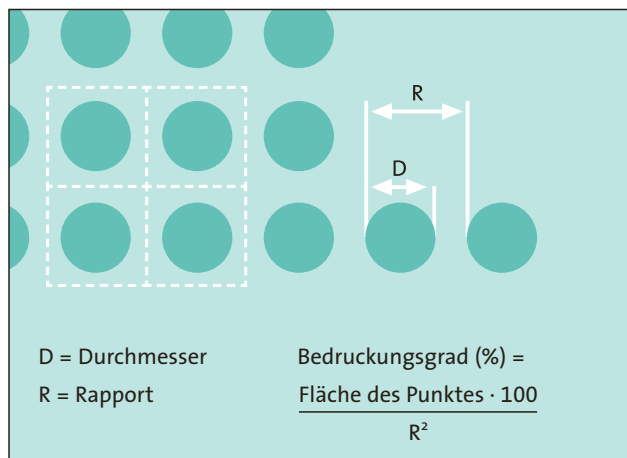 R
D
D = Durchmesser
R = Rapport
Bedruckungsgrad (%) =
Fläche des Punktes · 100
R²